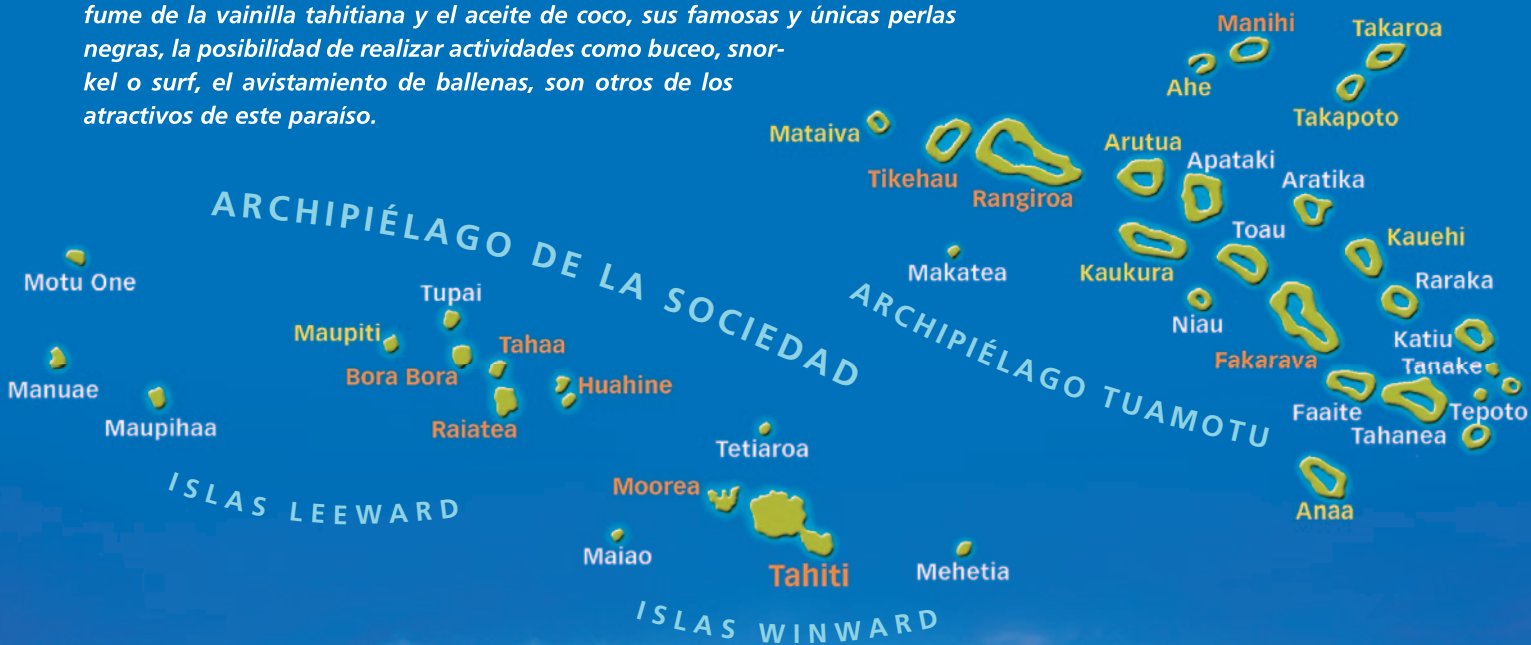 fume de la vainilla tahitiana y el aceite de coco, sus famosas y únicas perlas
negras, la posibilidad de realizar actividades como buceo, snor-
kel o surf, el avistamiento de ballenas, son otros de los
atractivos de este paraíso.
Manihi
Takaroa
Ahe
Takapoto
Mataiva
Tikehau
Rangiroa
Arutua
Apataki
Aratika
ARCHIPIÉLAGO DE LA SOCIEDAD
Toau
Kauehi
Motu One
Makatea
Kaukura
Raraka
Tupai
ARCHIPIÉLAGO TUAMOTU
Niau
Maupiti
Tahaa
Katiu
Fakarava
Tanake
Bora Bora
Huahine
Manuae
Maupihaa
Raiatea
Faaite
Tepoto
Tahanea
Tetiaroa
ISLAS LEEWARD
Moorea
Anaa
Maiao
Tahiti
Mehetia
ISLAS WINWARD